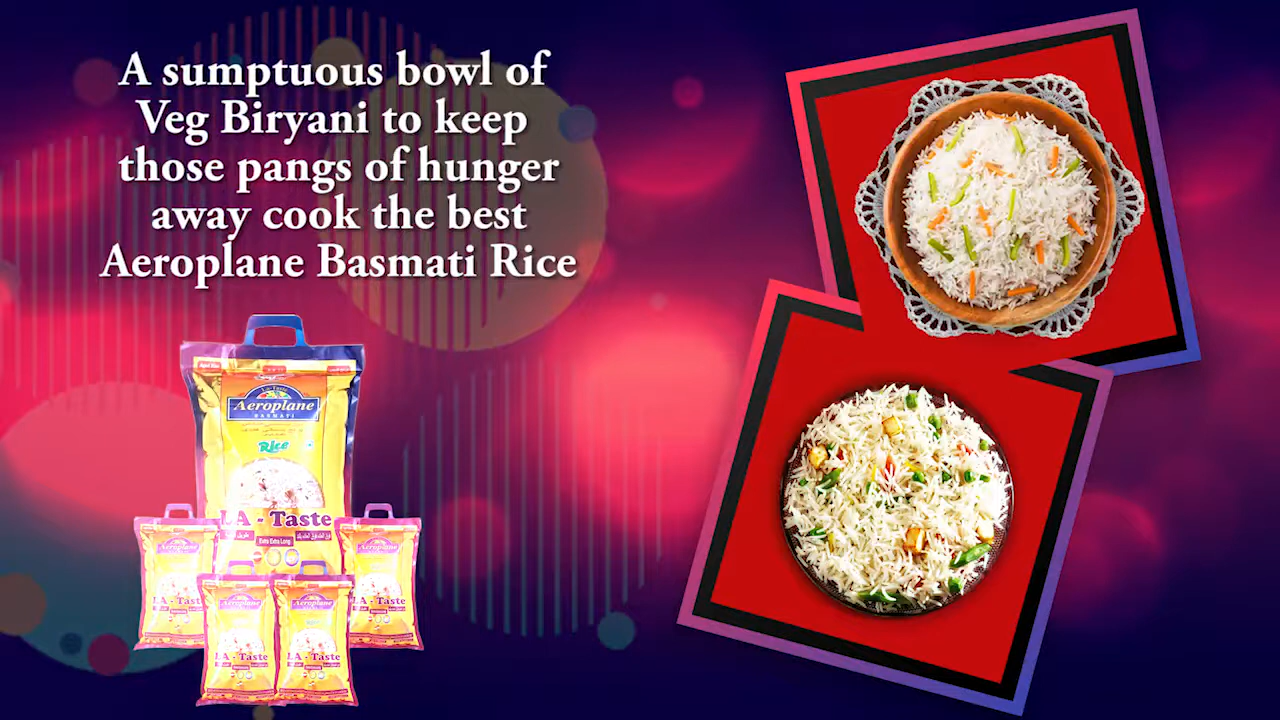 A sumptuous bowl of
Veg Biryani to keep
those pangs of hunger
away cook the best
Aeroplane Basmati Rice
La-Taste
Aeroplane
BASMATI
Rice
LA - Taste
Extra Extra Long
Aeroplane
Aeroplane
LA - Taste
LA - Taste
Aeroplane
Aeroplane
LA - Taste
LA - Taste